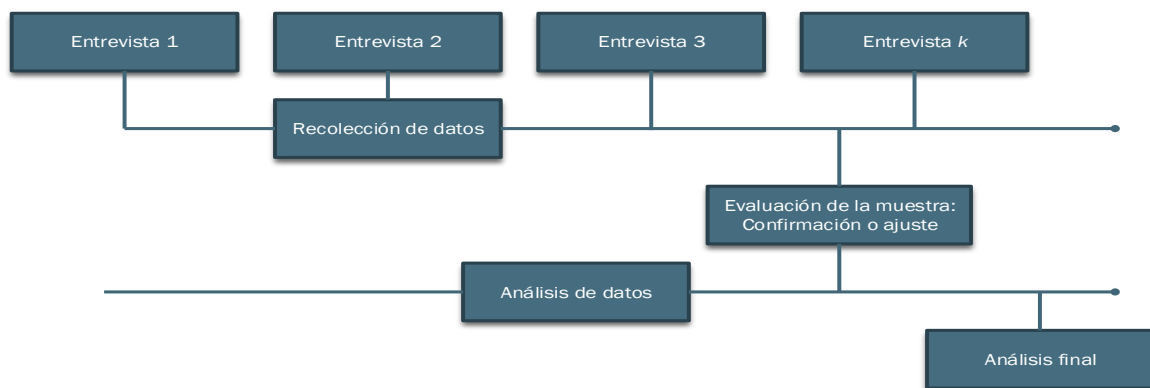 Entrevista 1
Entrevista 2
Entrevista 3
Entrevista k
Recolección de datos
Evaluación de la muestra:
Confirmación o ajuste
Análisis de datos
Análisis final